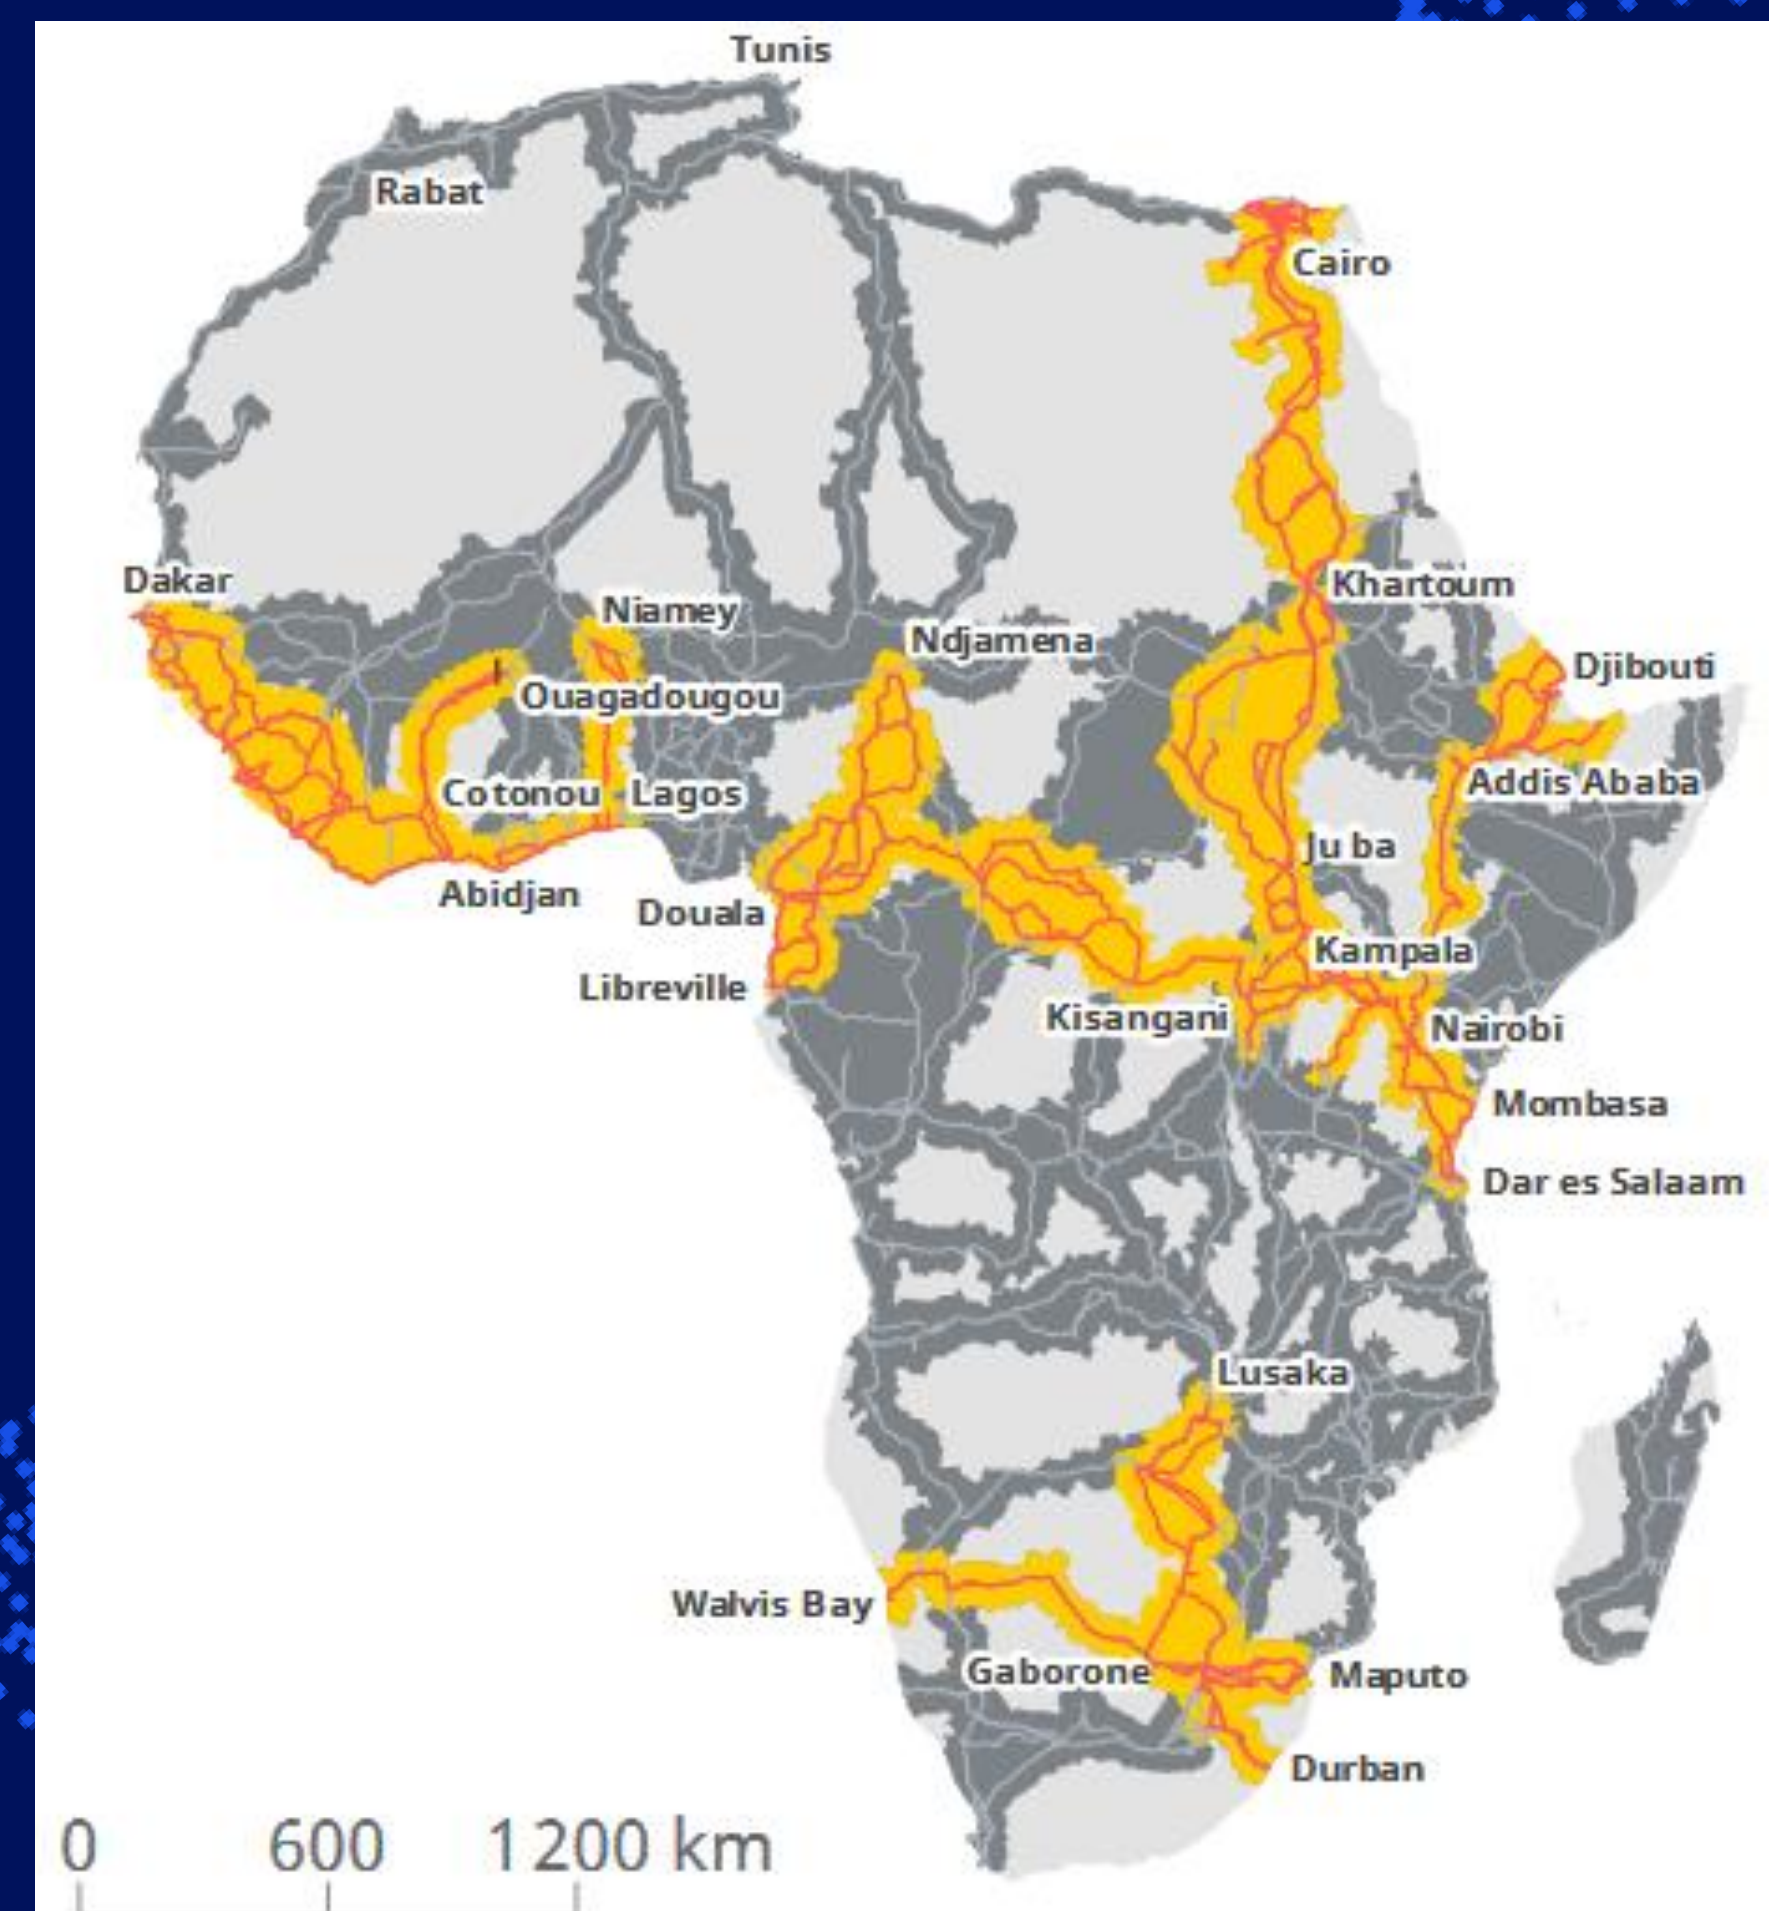 Tunis
Rabat
Cairo
Dakar
Khartoum
Niamey
Ndjamena
Djibouti
Ouagadougou
Addis Ababa
Cotonou
Lagos
Ju ba
Abidjan
Douala
Kampala
Libreville
Kisangani
Nairobi
Mombasa
Dar es Salaam
Lusaka
Walvis Bay
Gaborone
Maputo
Durban
0 600 1200 km